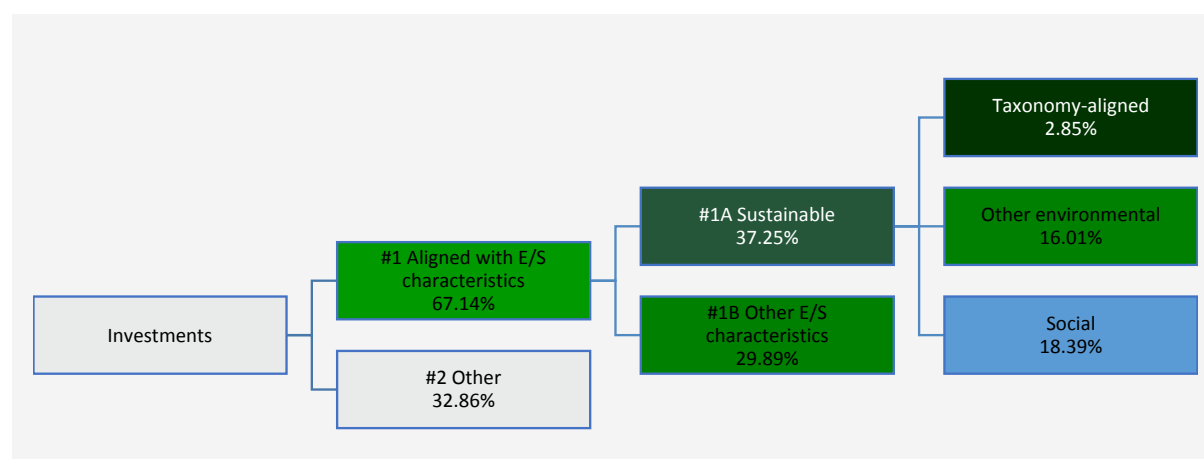 Investments
#1 Aligned with E/S
characteristics
67.14%
#2 Other
32.86%
#1A Sustainable
37.25%
#1B Other E/S
characteristics
29.89%
Taxonomy-aligned
2.85%
Other environmental
16.01%
Social
18.39%